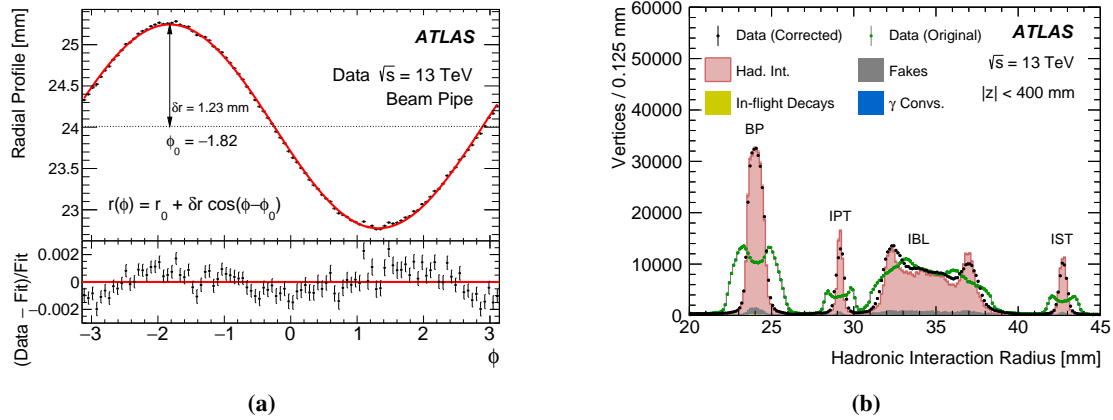 Radial Profile [mm]
25
24.5
24
23.5
23
ATLAS
Data √s = 13 TeV
Beam Pipe
δr = 1.23 mm
ϕ₀ = −1.82
r(ϕ) = r₀ + δr cos(ϕ−ϕ₀)
(Data − Fit)/Fit
0.002
0
−0.002
−3 −2 −1 0 1 2 3
ϕ
(a)
Vertices / 0.125 mm
60000
50000
40000
30000
20000
10000
0
Data (Corrected) Data (Original) ATLAS
Had. Int. Fakes √s = 13 TeV
In-flight Decays γ Convs. |z| < 400 mm
BP
IPT
IBL
IST
20 25 30 35 40 45
Hadronic Interaction Radius [mm]
(b)